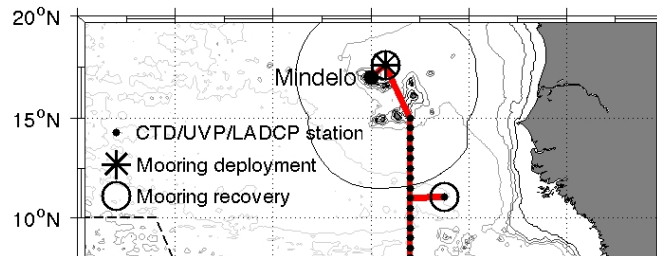 20°N
Mindelo
15°N
CTD/UVP/LADCP station
Mooring deployment
Mooring recovery
10°N